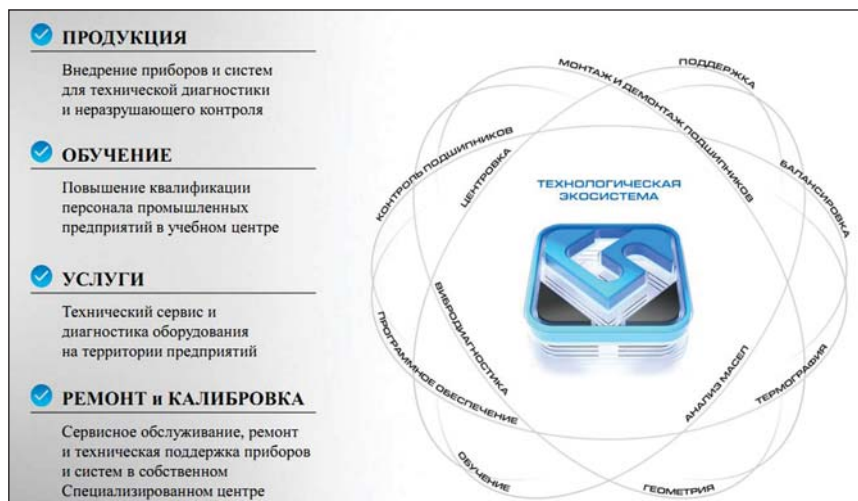 ПРОДУКЦИЯ
Внедрение приборов и систем
для технической диагностики
и неразрушающего контроля
ОБУЧЕНИЕ
Повышение квалификации
персонала промышленных
предприятий в учебном центре
УСЛУГИ
Технический сервис и
диагностика оборудования
на территории предприятий
РЕМОНТ и КАЛИБРОВКА
Сервисное обслуживание, ремонт
и техническая поддержка приборов
и систем в собственном
Специализированном центре
МОНТАЖ И ДЕМОНТАЖ ПОДШИПНИКОВ
ПОДДЕРЖКА
КОНТРОЛЬ ПОДШИПНИКОВ
ЦЕНТРОВКА
БАЛАНСИРОВКА
ТЕХНОЛОГИЧЕСКАЯ
ЭКОСИСТЕМА
ВИБРОДИАГНОСТИКА
ПРОГРАММНОЕ ОБЕСПЕЧЕНИЕ
АНАЛИЗ МАСЕЛ
ТЕРМОГРАФИЯ
ОБУЧЕНИЕ
ГЕОМЕТРИЯ